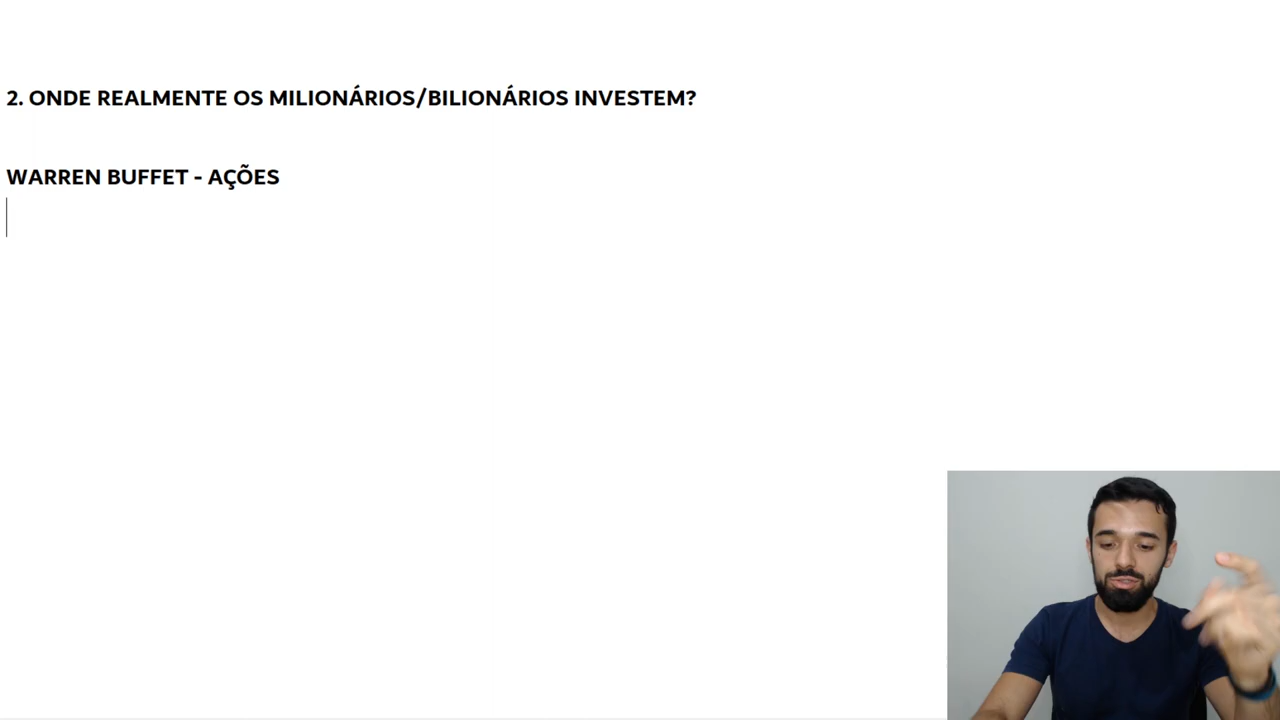 2. ONDE REALMENTE OS MILIONÁRIOS/BILIONÁRIOS INVESTEM?
WARREN BUFFET - AÇÕES